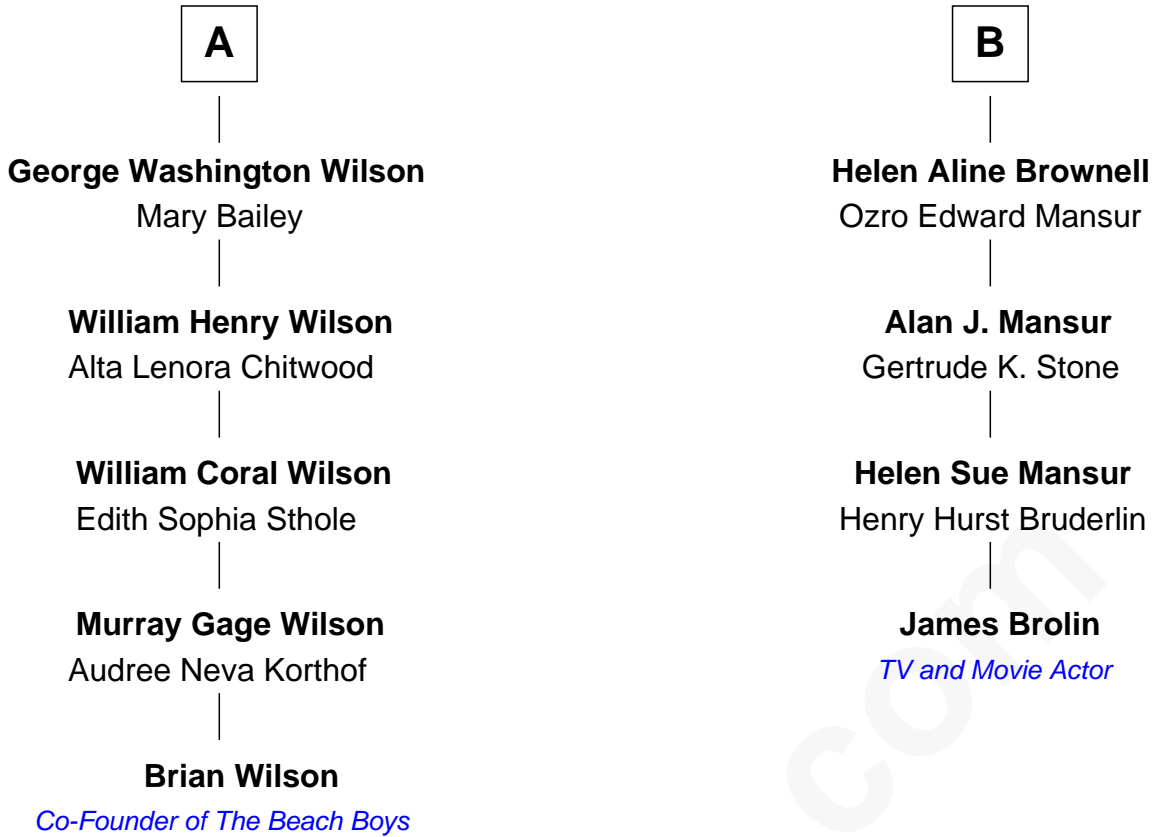 A
George Washington Wilson
Mary Bailey
William Henry Wilson
Alta Lenora Chitwood
William Coral Wilson
Edith Sophia Sthole
Murray Gage Wilson
Audree Neva Korthof
Brian Wilson
Co-Founder of The Beach Boys
B
Helen Aline Brownell
Ozro Edward Mansur
Alan J. Mansur
Gertrude K. Stone
Helen Sue Mansur
Henry Hurst Bruderlin
James Brolin
TV and Movie Actor
com